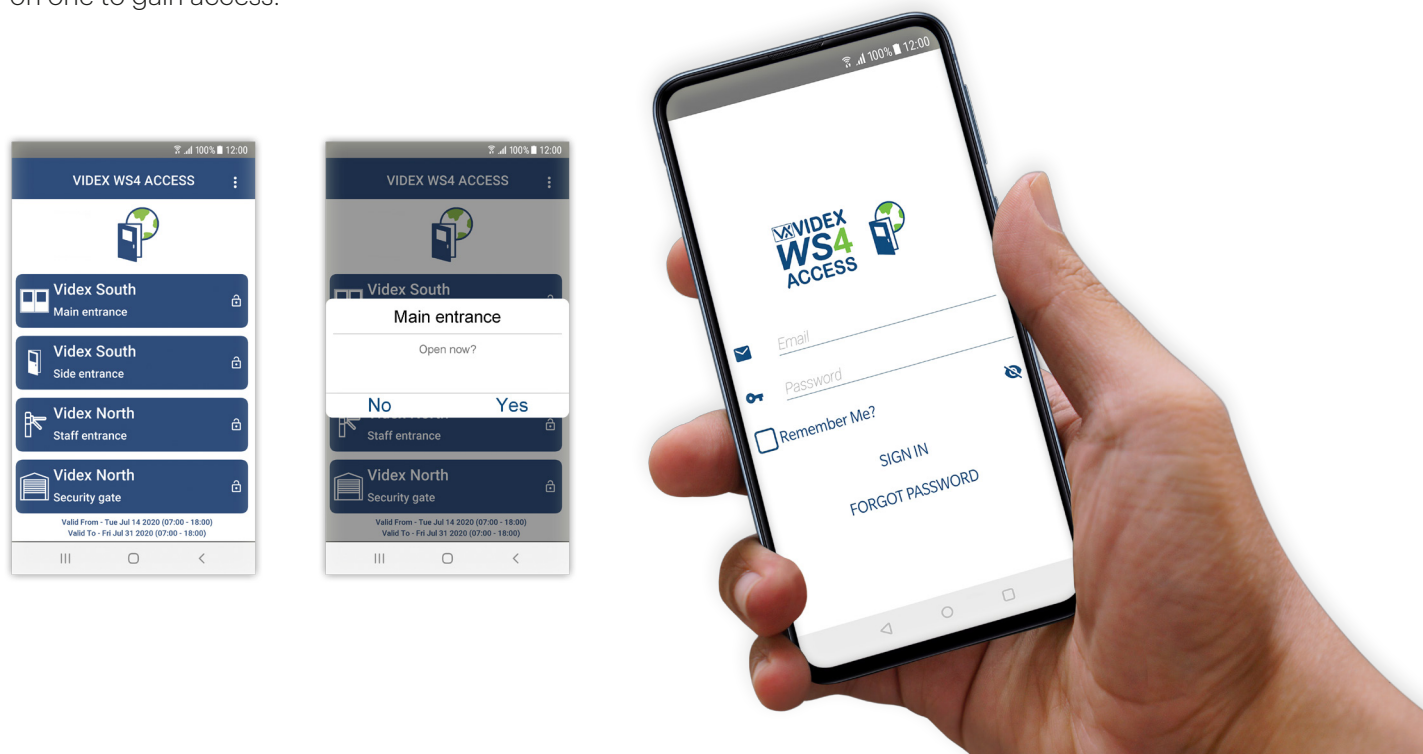 on one to gain access.
100% 12:00
VIDEX WS4 ACCESS
Videx South
Main entrance
Videx South
Side entrance
Videx North
Staff entrance
Videx North
Security gate
Valid From - Tue Jul 14 2020 (07:00 - 18:00)
Valid To - Fri Jul 31 2020 (07:00 - 18:00)
100% 12:00
VIDEX WS4 ACCESS
Videx South
Main entrance
Open now?
No Yes
Staff entrance
Videx North
Security gate
Valid From - Tue Jul 14 2020 (07:00 - 18:00)
Valid To - Fri Jul 31 2020 (07:00 - 18:00)
100% 12:00
VIDEX
WS4
ACCESS
Email
Password
Remember Me?
SIGN IN
FORGOT PASSWORD